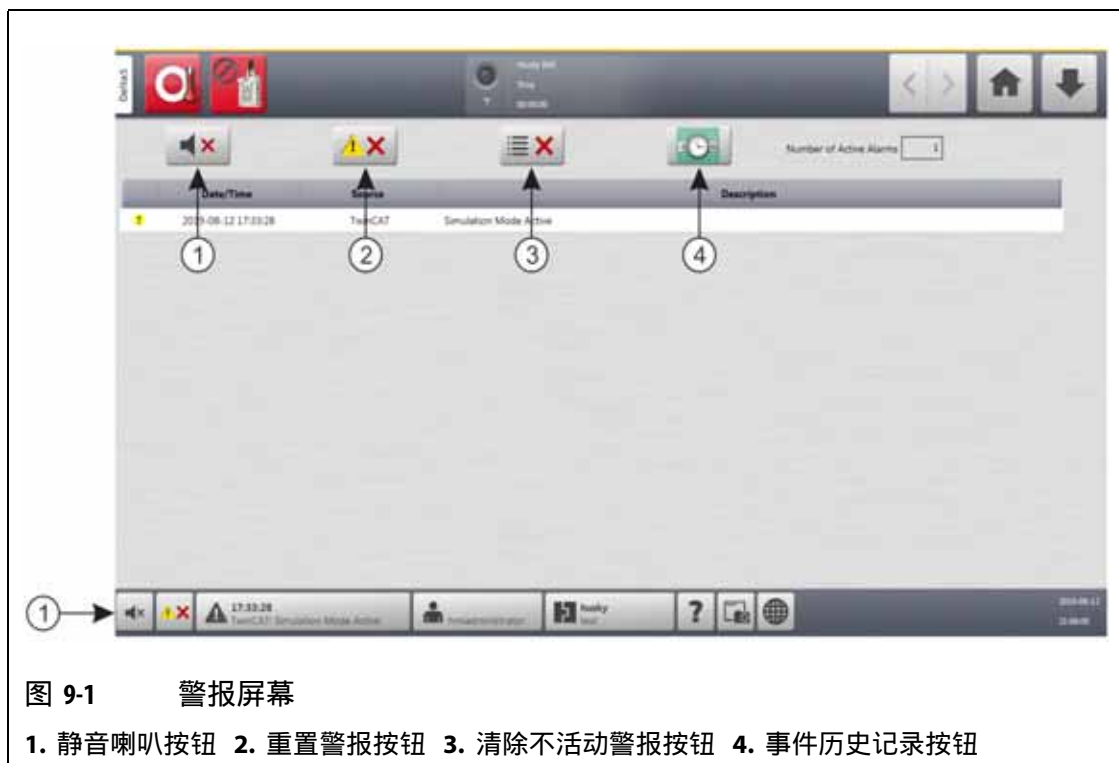 Delta5
Number of Active Alarms 1
Date/Time Source Description
2019-08-12 17:33:28 TwinCAT Simulation Mode Active
1 2 3 4
1
17:33:28
TwinCAT: Simulation Mode Active
hmiadministrator
husky
test
?
图 9-1 警报屏幕
1. 静音喇叭按钮 2. 重置警报按钮 3. 清除不活动警报按钮 4. 事件历史记录按钮